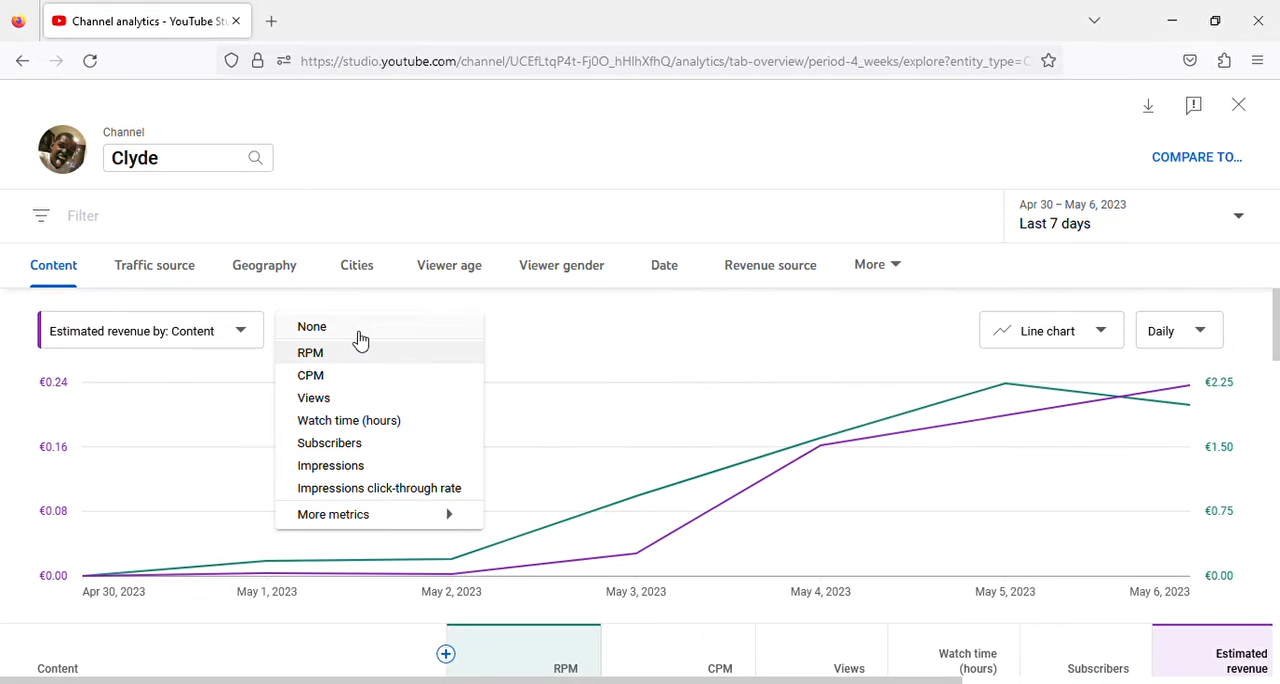 Channel analytics - YouTube St
https://studio.youtube.com/channel/UCEfLtqP4t-Fj0O_hHlhXfhQ/analytics/tab-overview/period-4_weeks/explore?entity_type=C
Channel
Clyde
COMPARE TO...
Filter
Apr 30 – May 6, 2023
Last 7 days
Content Traffic source Geography Cities Viewer age Viewer gender Date Revenue source More
Estimated revenue by: Content
None
RPM
CPM
Views
Watch time (hours)
Subscribers
Impressions
Impressions click-through rate
More metrics
Line chart
Daily
€0.24
€0.16
€0.08
€0.00
€2.25
€1.50
€0.75
€0.00
Apr 30, 2023 May 1, 2023 May 2, 2023 May 3, 2023 May 4, 2023 May 5, 2023 May 6, 2023
Content
RPM
CPM
Views
Watch time
(hours)
Subscribers
Estimated
revenue